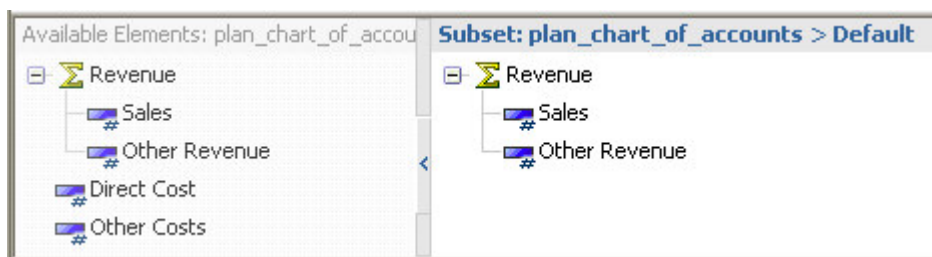 Available Elements: plan_chart_of_accou
Subset: plan_chart_of_accounts > Default
Revenue
Sales
Other Revenue
Direct Cost
Other Costs
Revenue
Sales
Other Revenue